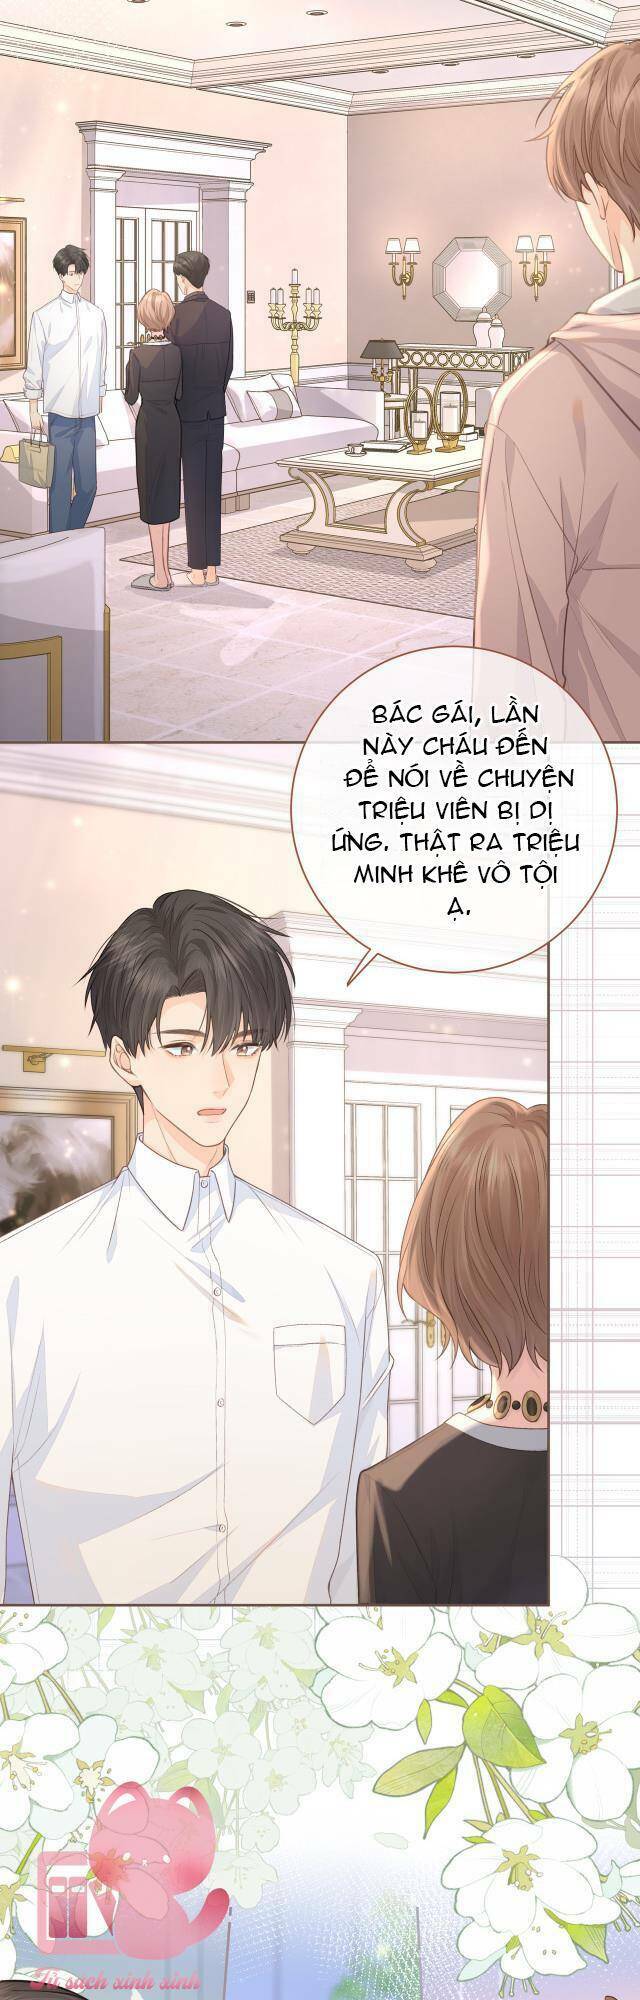 BÁC GÁI, LẦN
NÀY CHÁU ĐẾN
ĐỂ NÓI VỀ CHUYỆN
TRIỆU VIÊN BỊ DỊ
ỨNG. THẬT RA TRIỆU
MINH KHÊ VÔ TỘI
Ạ.
Tủ sách xinh xinh